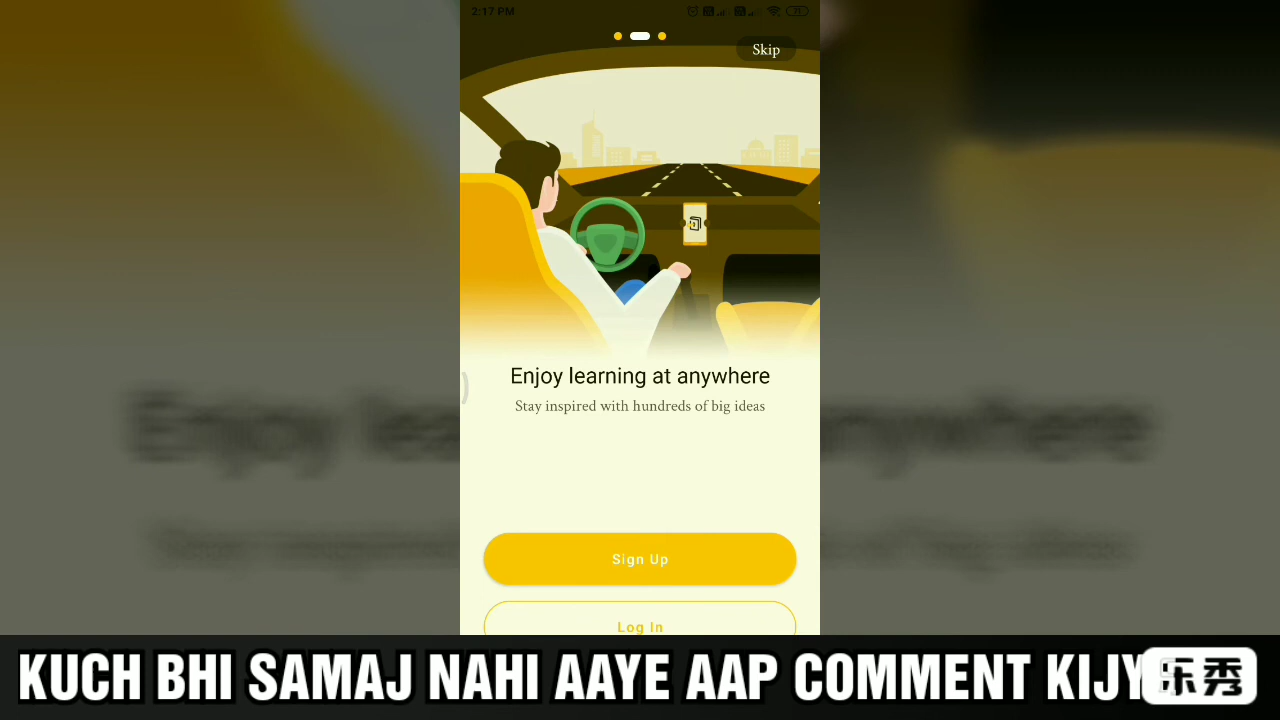 2:17 PM
71
Skip
Enjoy learning at anywhere
Stay inspired with hundreds of big ideas
Sign Up
Log In
KUCH BHI SAMAJ NAHI AAYE AAP COMMENT KIJY
乐秀